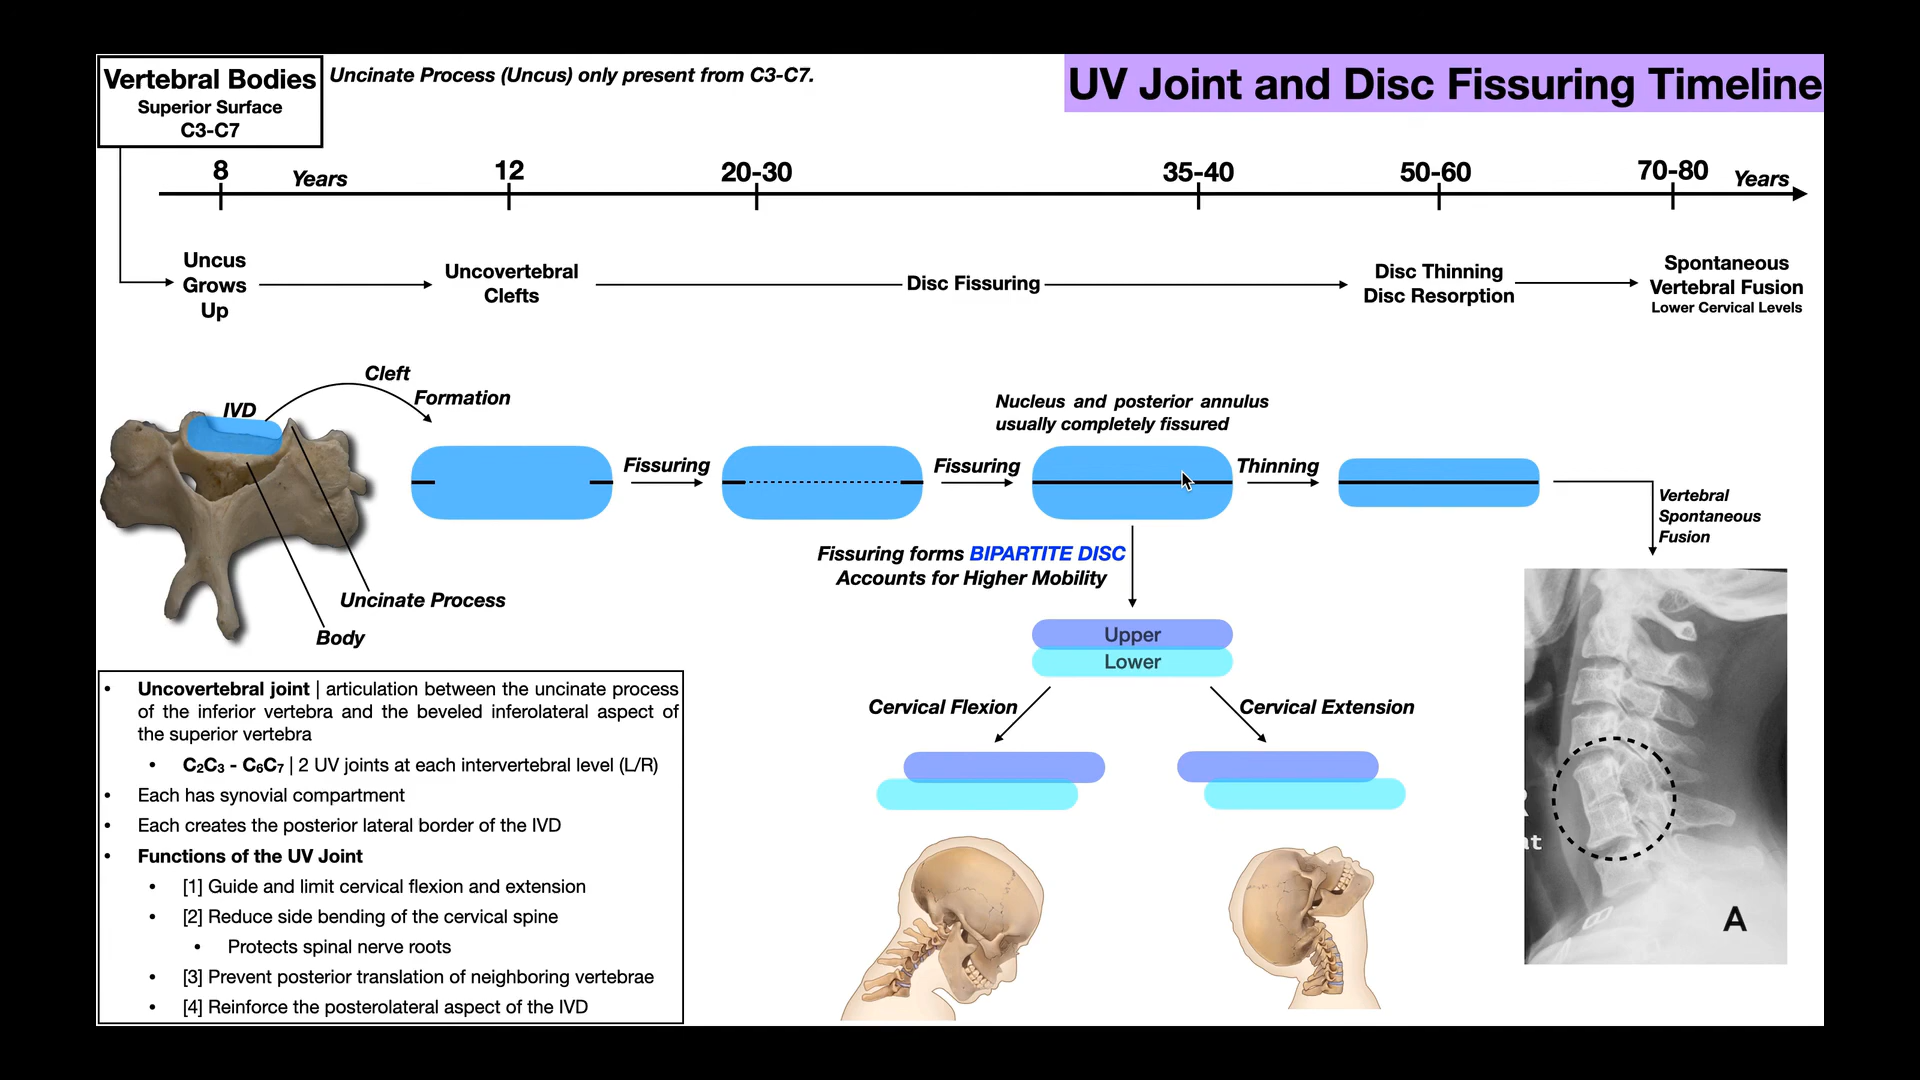 Vertebral Bodies
Superior Surface
C3-C7
Uncinate Process (Uncus) only present from C3-C7.
UV Joint and Disc Fissuring Timeline
8
Years
12
20-30
35-40
50-60
70-80
Years
Uncus
Grows
Up
Uncovertebral
Clefts
Disc Fissuring
Disc Thinning
Disc Resorption
Spontaneous
Vertebral Fusion
Lower Cervical Levels
Cleft
Formation
IVD
Uncinate Process
Body
Fissuring
Fissuring
Nucleus and posterior annulus
usually completely fissured
Thinning
Vertebral
Spontaneous
Fusion
Fissuring forms BIPARTITE DISC
Accounts for Higher Mobility
Upper
Lower
Cervical Flexion
Cervical Extension
• Uncovertebral joint | articulation between the uncinate process
of the inferior vertebra and the beveled inferolateral aspect of
the superior vertebra
• C₂C₃ - C₆C₇ | 2 UV joints at each intervertebral level (L/R)
• Each has synovial compartment
• Each creates the posterior lateral border of the IVD
• Functions of the UV Joint
• [1] Guide and limit cervical flexion and extension
• [2] Reduce side bending of the cervical spine
• Protects spinal nerve roots
• [3] Prevent posterior translation of neighboring vertebrae
• [4] Reinforce the posterolateral aspect of the IVD
A